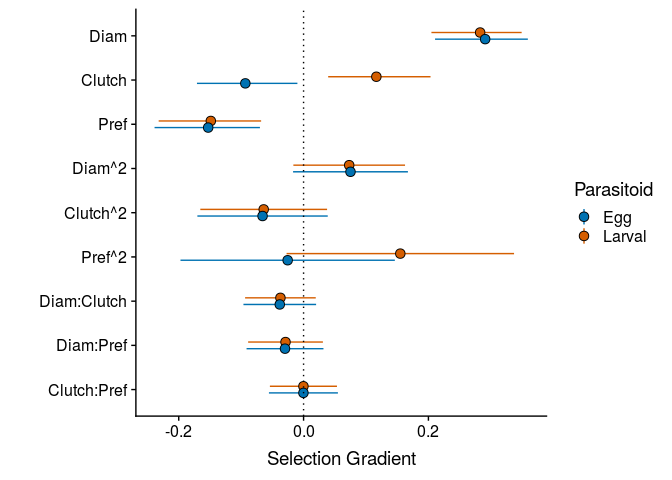 Diam
Clutch
Pref
Diam^2
Clutch^2
Pref^2
Diam:Clutch
Diam:Pref
Clutch:Pref
-0.2
0.0
0.2
Selection Gradient
Parasitoid
Egg
Larval